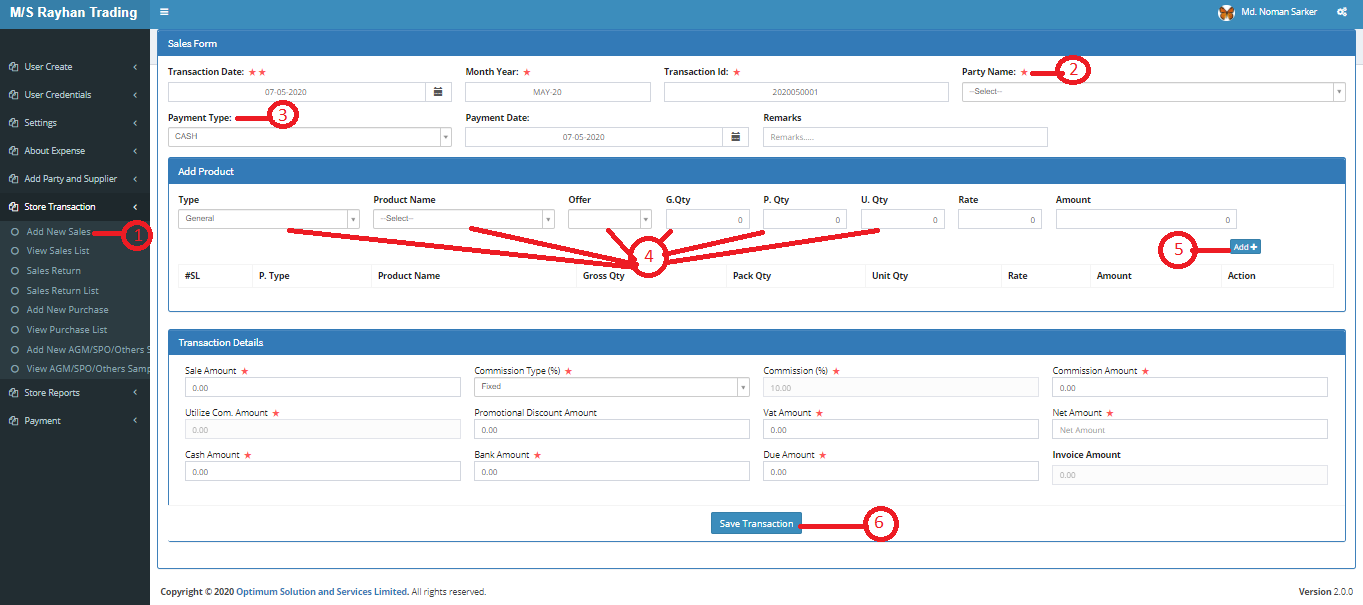 M/S Rayhan Trading
Md. Noman Sarker
User Create
User Credentials
Settings
About Expense
Add Party and Supplier
Store Transaction
Add New Sales
View Sales List
Sales Return
Sales Return List
Add New Purchase
View Purchase List
Add New AGM/SPO/Others S
View AGM/SPO/Others Samp
Store Reports
Payment
1
Sales Form
Transaction Date: ★★ Month Year: ★ Transaction Id: ★ Party Name: ★ 2
07-05-2020 MAY-20 2020050001 --Select--
Payment Type: 3 Payment Date: Remarks
CASH 07-05-2020 Remarks.....
Add Product
Type Product Name Offer G.Qty P. Qty U. Qty Rate Amount
General --Select-- 0 0 0 0 0
4 5 Add +
#SL P. Type Product Name Gross Qty Pack Qty Unit Qty Rate Amount Action
Transaction Details
Sale Amount ★ Commission Type (%) ★ Commission (%) ★ Commission Amount ★
0.00 Fixed 10.00 0.00
Utilize Com. Amount ★ Promotional Discount Amount Vat Amount ★ Net Amount ★
0.00 0.00 0.00 Net Amount
Cash Amount ★ Bank Amount ★ Due Amount ★ Invoice Amount
0.00 0.00 0.00 0.00
Save Transaction 6
Copyright © 2020 Optimum Solution and Services Limited. All rights reserved. Version 2.0.0